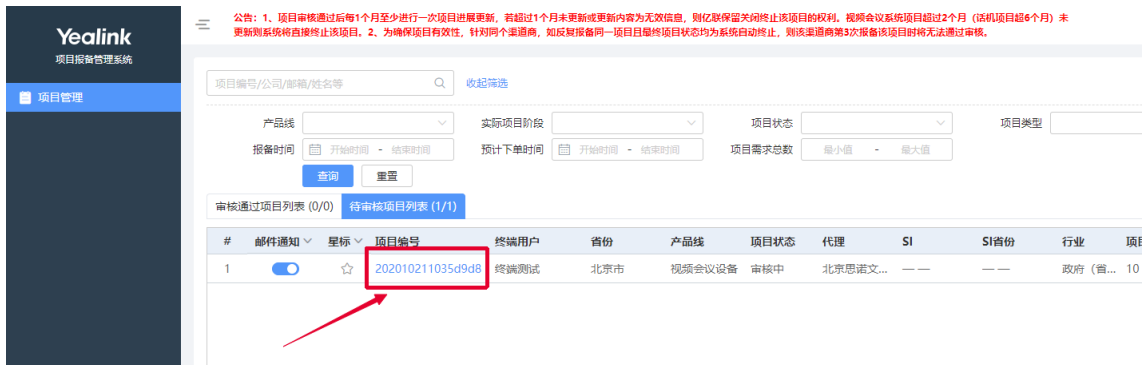 Yealink
项目报备管理系统
项目管理
公告：1、项目审核通过后每1个月至少进行一次项目进展更新，若超过1个月未更新或更新内容为无效信息，则亿联保留关闭终止该项目的权利。视频会议系统项目超过2个月（话机项目超6个月）未
更新则系统将直接终止该项目。2、为确保项目有效性，针对同个渠道商，如反复报备同一项目且最终项目状态均为系统自动终止，则该渠道商第3次报备该项目时将无法通过审核。
项目编号/公司/邮箱/姓名等 收起筛选
产品线 实际项目阶段 项目状态 项目类型
报备时间 开始时间 - 结束时间 预计下单时间 开始时间 - 结束时间 项目需求总数 最小值 - 最大值
查询 重置
审核通过项目列表 (0/0) 待审核项目列表 (1/1)
# 邮件通知 星标 项目编号 终端用户 省份 产品线 项目状态 代理 SI SI省份 行业 项目
1 202010211035d9d8 终端测试 北京市 视频会议设备 审核中 北京思诺文... — — — — 政府（省... 10